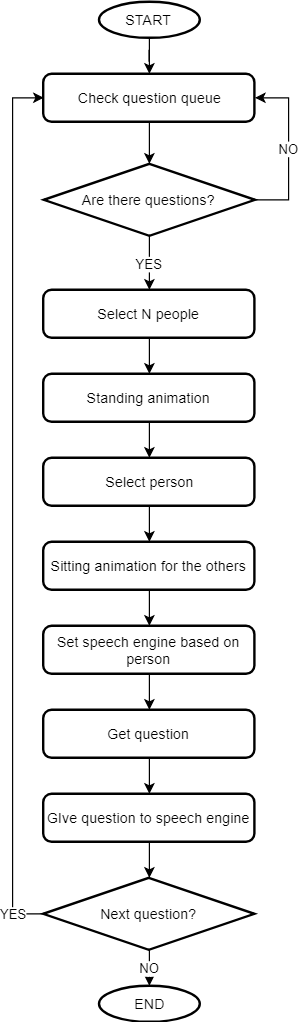 START
Check question queue
NO
Are there questions?
YES
Select N people
Standing animation
Select person
Sitting animation for the others
Set speech engine based on
person
Get question
GIve question to speech engine
YES
Next question?
NO
END